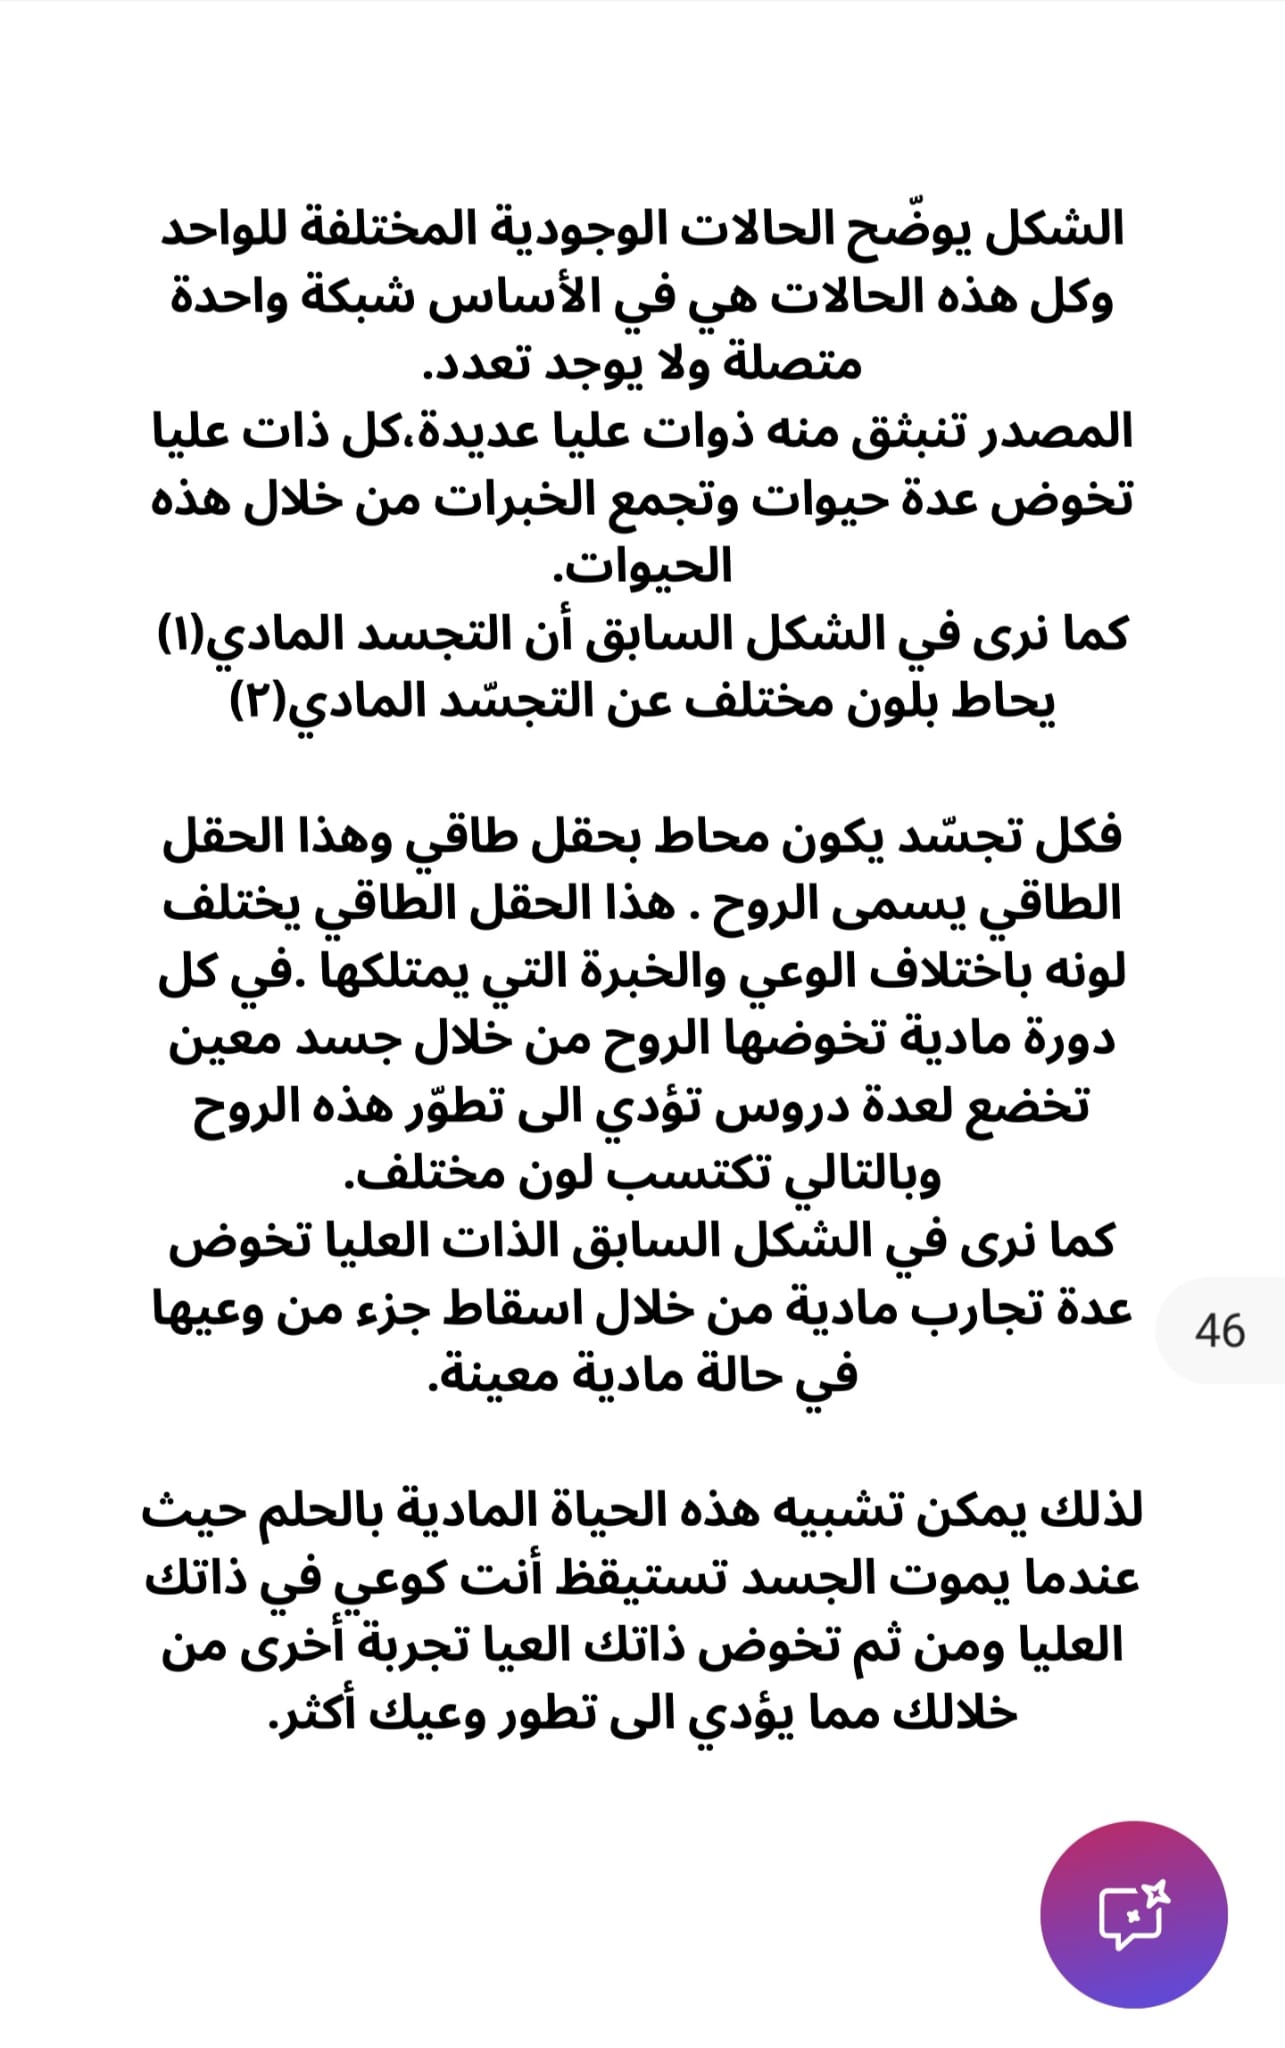 الشكل يوضّح الحالات الوجودية المختلفة للواحد
وكل هذه الحالات هي في الأساس شبكة واحدة
متصلة ولا يوجد تعدد.
المصدر تنبثق منه ذوات عليا عديدة،كل ذات عليا
تخوض عدة حيوات وتجمع الخبرات من خلال هذه
الحيوات.
كما نرى في الشكل السابق أن التجسد المادي(١)
يحاط بلون مختلف عن التجسّد المادي(٢)
فكل تجسّد يكون محاط بحقل طاقي وهذا الحقل
الطاقي يسمى الروح . هذا الحقل الطاقي يختلف
لونه باختلاف الوعي والخبرة التي يمتلكها .في كل
دورة مادية تخوضها الروح من خلال جسد معين
تخضع لعدة دروس تؤدي الى تطوّر هذه الروح
وبالتالي تكتسب لون مختلف.
كما نرى في الشكل السابق الذات العليا تخوض
عدة تجارب مادية من خلال اسقاط جزء من وعيها
في حالة مادية معينة.
46
لذلك يمكن تشبيه هذه الحياة المادية بالحلم حيث
عندما يموت الجسد تستيقظ أنت كوعي في ذاتك
العليا ومن ثم تخوض ذاتك العيا تجربة أخرى من
خلالك مما يؤدي الى تطور وعيك أكثر.